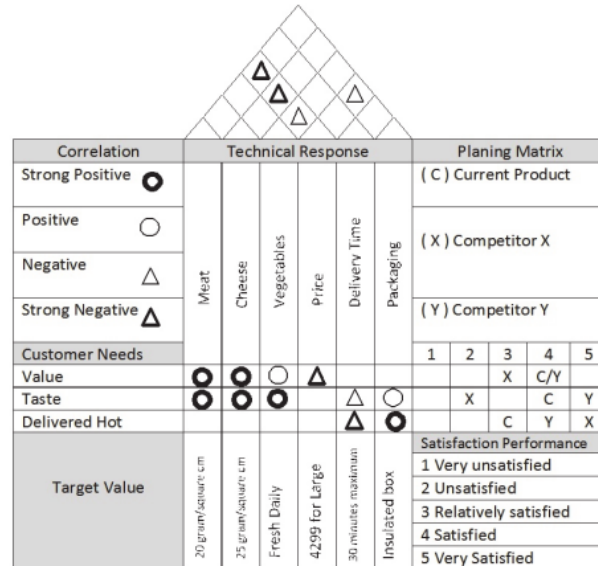 Correlation Technical Response Planing Matrix
Strong Positive
Positive
Negative
Strong Negative
Meat
Cheese
Vegetables
Price
Delivery Time
Packaging
( C ) Current Product
( X ) Competitor X
( Y ) Competitor Y
Customer Needs 1 2 3 4 5
Value X C/Y
Taste X C Y
Delivered Hot C Y X
Target Value
20 gram/square cm
25 gram/square cm
Fresh Daily
4299 for Large
30 minutes maximum
Insulated box
Satisfaction Performance
1 Very unsatisfied
2 Unsatisfied
3 Relatively satisfied
4 Satisfied
5 Very Satisfied